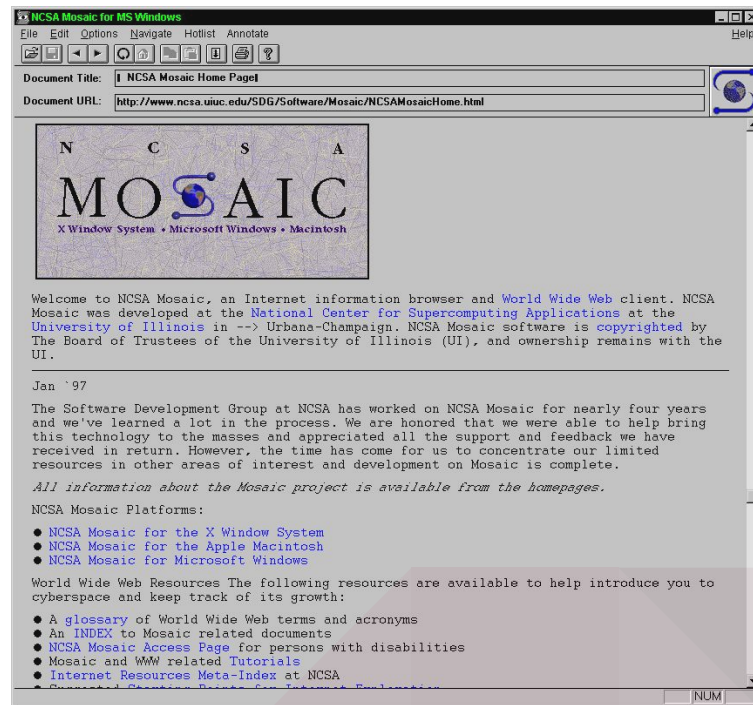 NCSA Mosaic for MS Windows
File Edit Options Navigate Hotlist Annotate Help
Document Title: NCSA Mosaic Home Page
Document URL: http://www.ncsa.uiuc.edu/SDG/Software/Mosaic/NCSAMosaicHome.html
N C S A
MOSAIC
X Window System • Microsoft Windows • Macintosh
Welcome to NCSA Mosaic, an Internet information browser and World Wide Web client. NCSA
Mosaic was developed at the National Center for Supercomputing Applications at the
University of Illinois in --> Urbana-Champaign. NCSA Mosaic software is copyrighted by
The Board of Trustees of the University of Illinois (UI), and ownership remains with the
UI.
Jan `97
The Software Development Group at NCSA has worked on NCSA Mosaic for nearly four years
and we've learned a lot in the process. We are honored that we were able to help bring
this technology to the masses and appreciated all the support and feedback we have
received in return. However, the time has come for us to concentrate our limited
resources in other areas of interest and development on Mosaic is complete.
All information about the Mosaic project is available from the homepages.
NCSA Mosaic Platforms:
● NCSA Mosaic for the X Window System
● NCSA Mosaic for the Apple Macintosh
● NCSA Mosaic for Microsoft Windows
World Wide Web Resources The following resources are available to help introduce you to
cyberspace and keep track of its growth:
● A glossary of World Wide Web terms and acronyms
● An INDEX to Mosaic related documents
● NCSA Mosaic Access Page for persons with disabilities
● Mosaic and WWW related Tutorials
● Internet Resources Meta-Index at NCSA
● Suggested Starting Points for Internet Exploration
NUM